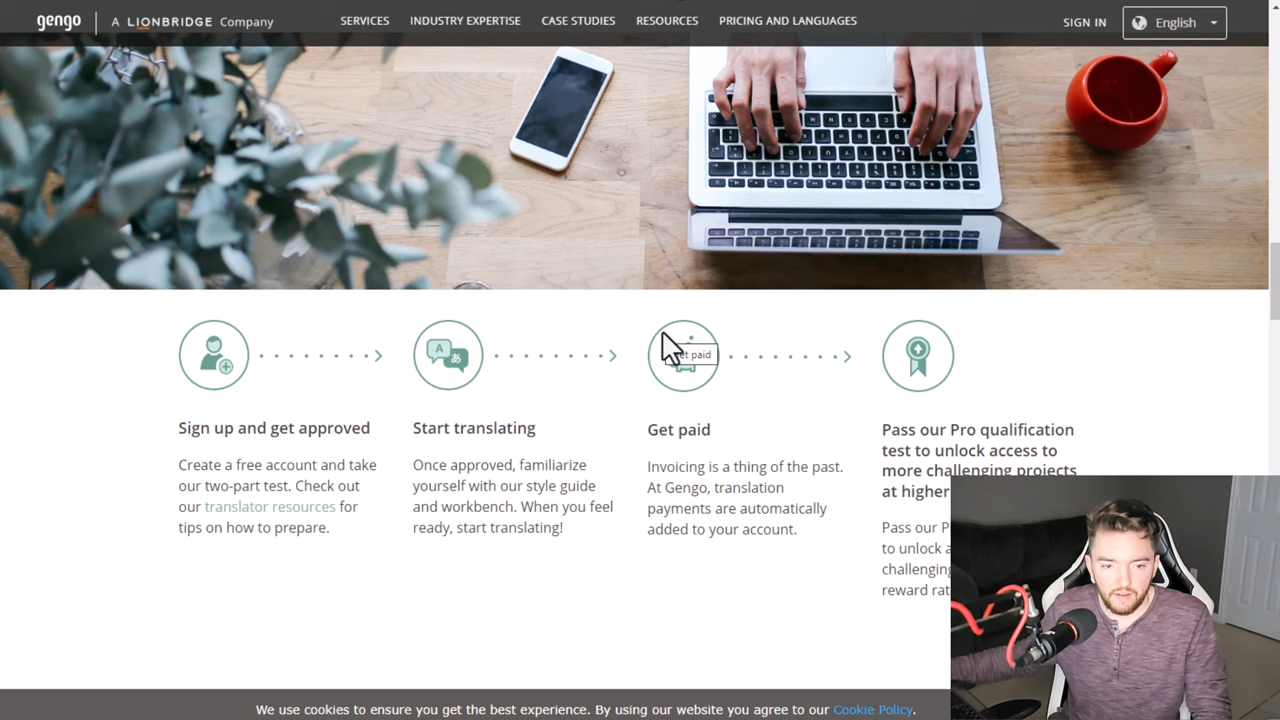 gengo A LIONBRIDGE Company SERVICES INDUSTRY EXPERTISE CASE STUDIES RESOURCES PRICING AND LANGUAGES SIGN IN English
A あ
et paid
Sign up and get approved
Create a free account and take
our two-part test. Check out
our translator resources for
tips on how to prepare.
Start translating
Once approved, familiarize
yourself with our style guide
and workbench. When you feel
ready, start translating!
Get paid
Invoicing is a thing of the past.
At Gengo, translation
payments are automatically
added to your account.
Pass our Pro qualification
test to unlock access to
more challenging projects
at higher
Pass our P
to unlock a
challenging
reward rat
We use cookies to ensure you get the best experience. By using our website you agree to our Cookie Policy.